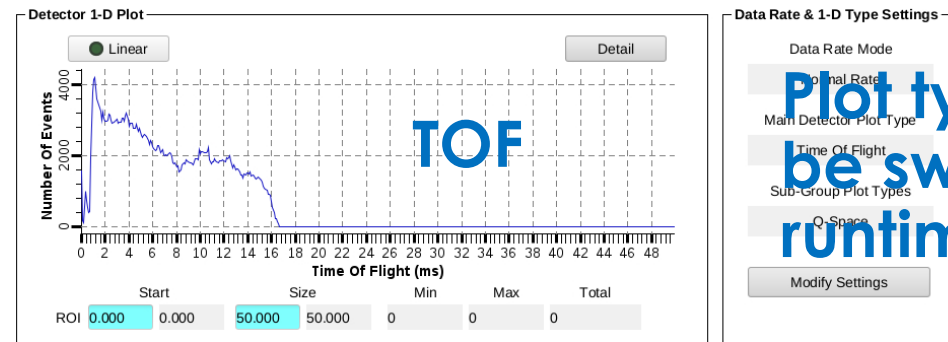 Detector 1-D Plot
Linear
Detail
Number Of Events
4000
2000
0
TOF
0 2 4 6 8 10 12 14 16 18 20 22 24 26 28 30 32 34 36 38 40 42 44 46 48
Time Of Flight (ms)
Start Size Min Max Total
ROI 0.000 0.000 50.000 50.000 0 0 0
Data Rate & 1-D Type Settings
Data Rate Mode
Normal Rate
Plot ty
Main Detector Plot Type
Time Of Flight
be sw
Sub-Group Plot Types
Q-Space
runtim
Modify Settings